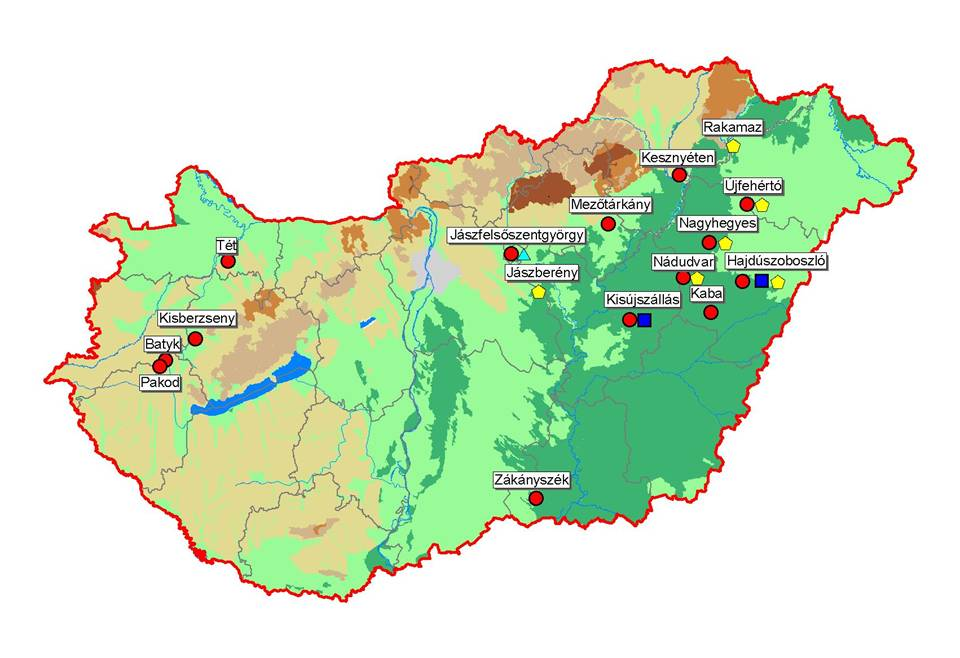 Rakamaz
Kesznyéten
Újfehértó
Mezőtárkány
Nagyhegyes
Jászfelsőszentgyörgy
Tét
Nádudvar
Hajdúszoboszló
Jászberény
Kaba
Kisújszállás
Kisberzseny
Batyk
Pakod
Zákányszék